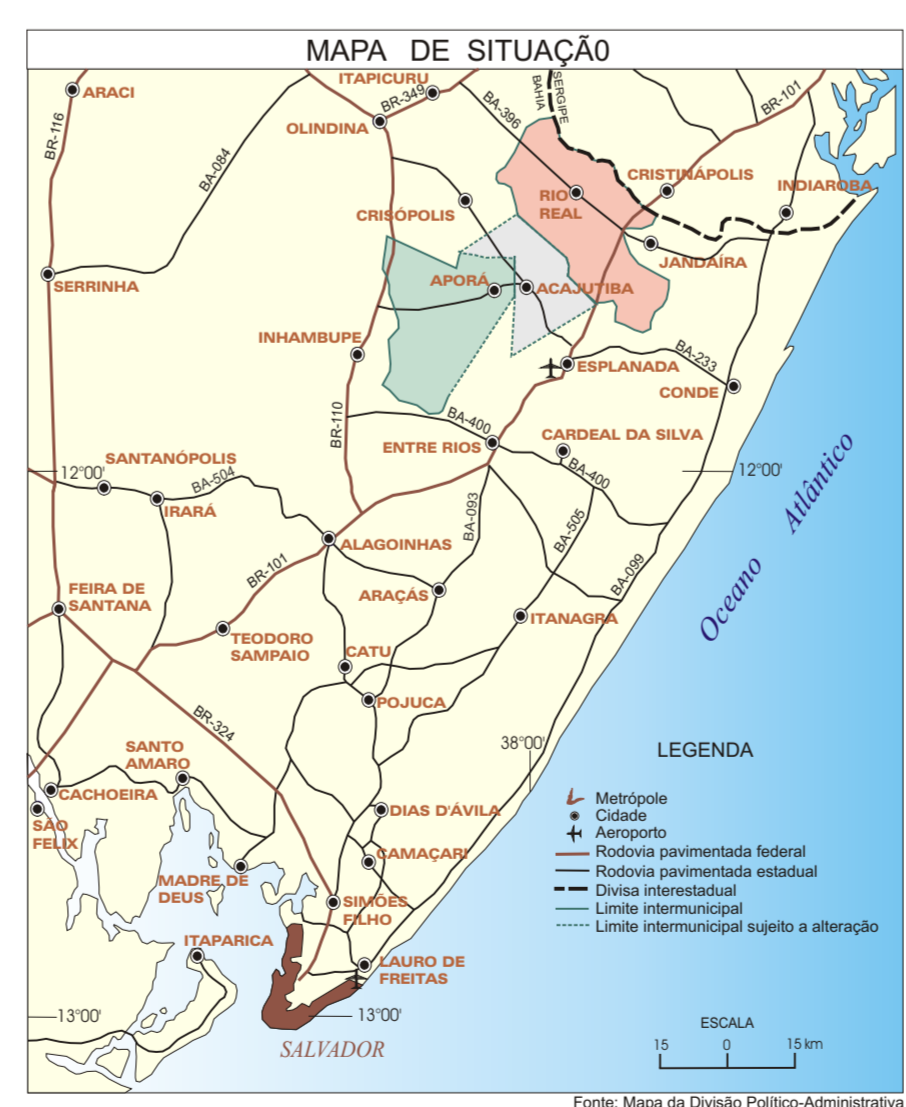 MAPA DE SITUAÇÃ0
ITAPICURU
ARACI
BR-349
OLINDINA
BR-116
BA-084
BA-396
SERGIPE
BAHIA
BR-101
CRISTINÁPOLIS
INDIAROBA
RIO
REAL
CRISÓPOLIS
JANDAÍRA
SERRINHA
APORÁ
ACAJUTIBA
INHAMBUPE
ESPLANADA
BA-233
CONDE
BR-110
BA-400
ENTRE RIOS
CARDEAL DA SILVA
BA-400
12°00'
12°00'
SANTANÓPOLIS
BA-504
IRARÁ
BA-093
BA-505
ALAGOINHAS
BR-101
BA-099
FEIRA DE
SANTANA
ARAÇÁS
ITANAGRA
TEODORO
SAMPAIO
CATU
POJUCA
Oceano Atlântico
BR-324
SANTO
AMARO
38°00'
CACHOEIRA
SÃO
FELIX
DIAS D'ÁVILA
CAMAÇARI
MADRE DE
DEUS
SIMÕES
FILHO
ITAPARICA
LAURO DE
FREITAS
13°00'
13°00'
SALVADOR
LEGENDA
Metrópole
Cidade
Aeroporto
Rodovia pavimentada federal
Rodovia pavimentada estadual
Divisa interestadual
Limite intermunicipal
Limite intermunicipal sujeito a alteração
ESCALA
15 0 15 km
Fonte: Mapa da Divisão Político-Administrativa